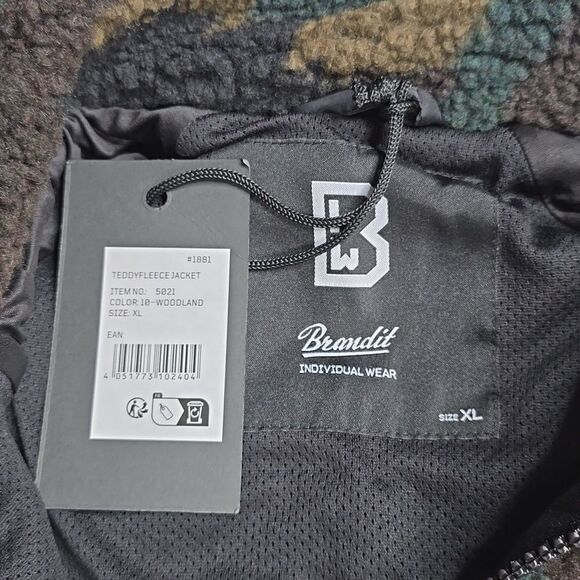 #1881
TEDDYFLEECEJACKET
ITEM NO.: 5021
COLOR: 10-WOODLAND
SIZE: XL
EAN
4 051773 102404
B
Brandit
INDIVIDUAL WEAR
SIZE XL